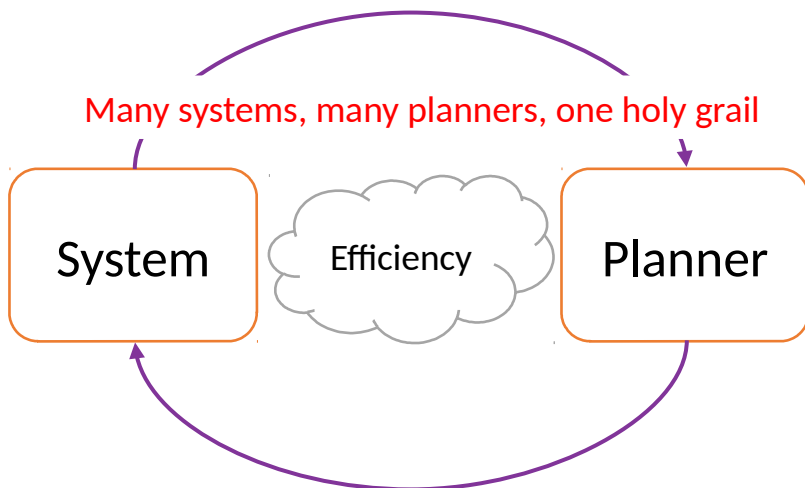 Many systems, many planners, one holy grail
System
Efficiency
Planner